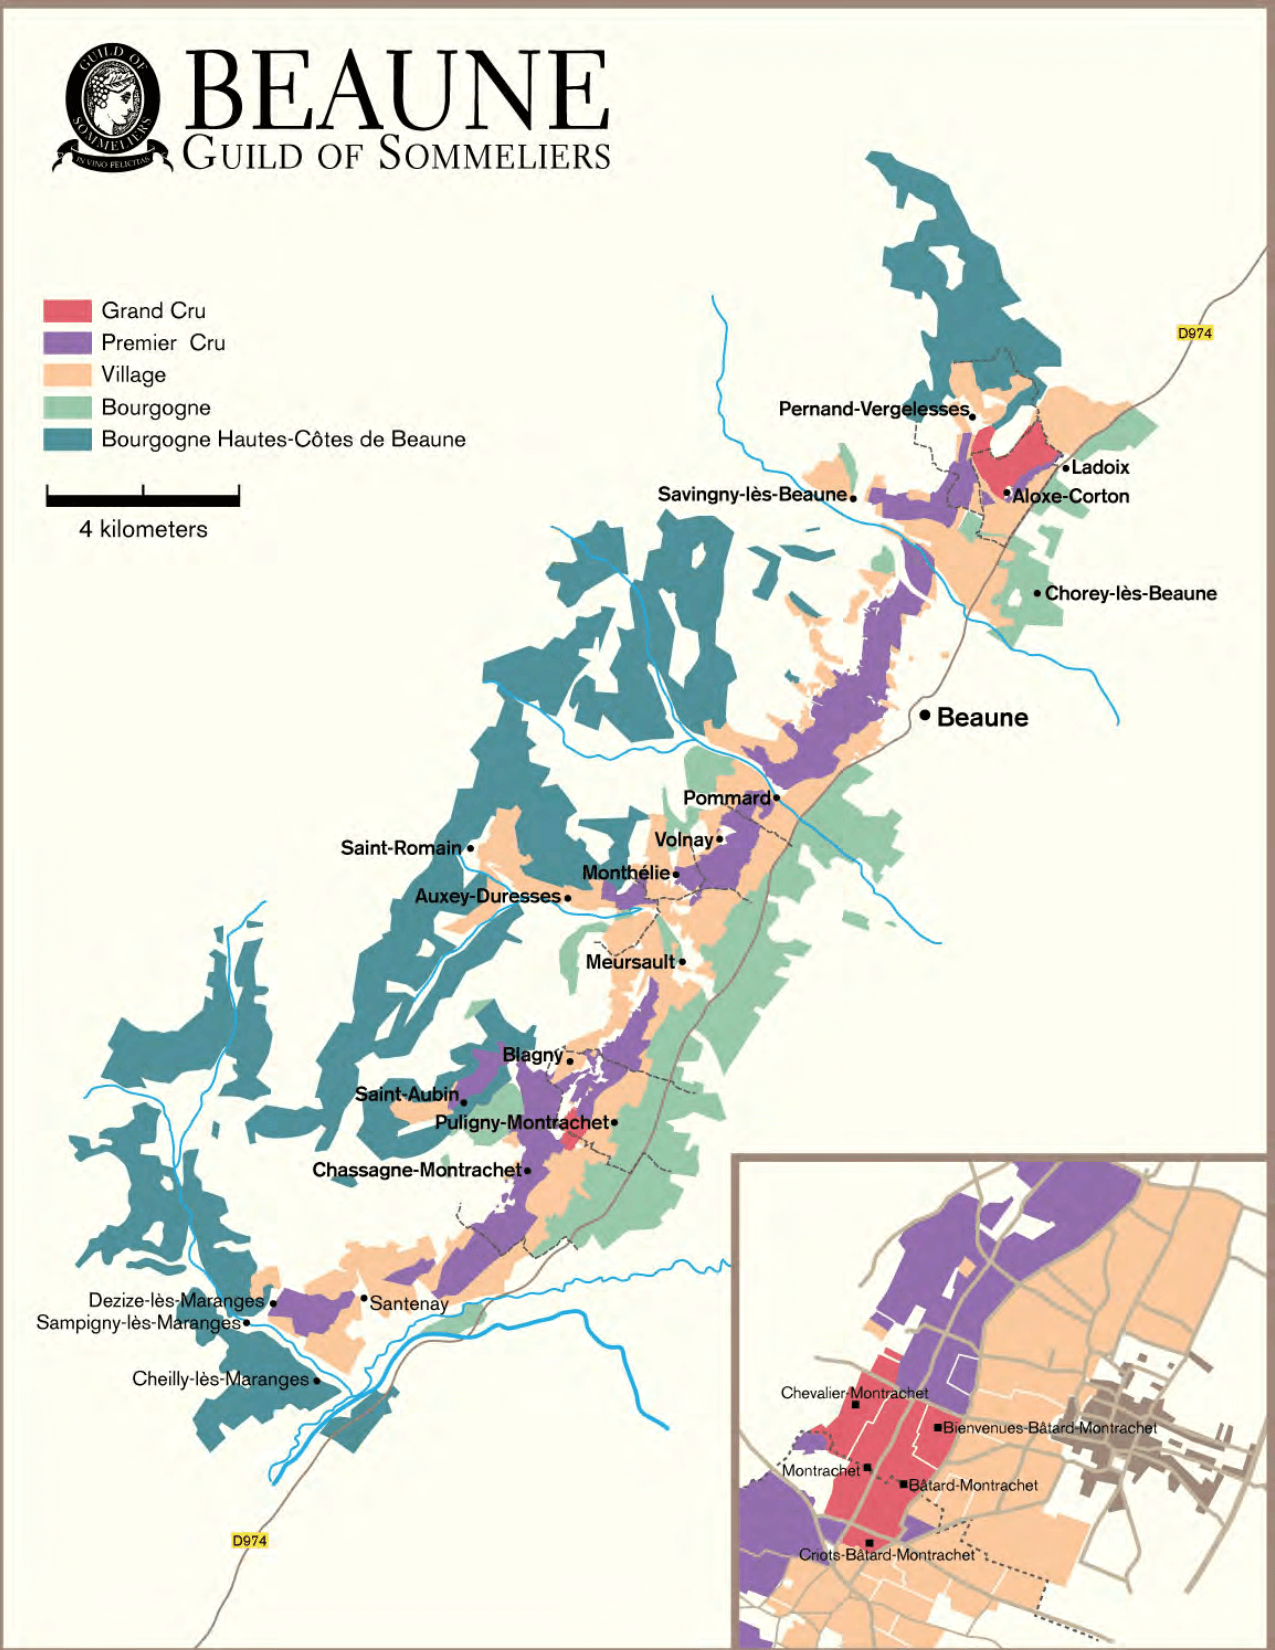 GUILD OF
SOMMELIERS
IN VINO FELICITAS
BEAUNE
GUILD OF SOMMELIERS
Grand Cru
Premier Cru
Village
Bourgogne
Bourgogne Hautes-Côtes de Beaune
4 kilometers
D974
Pernand-Vergelesses
Ladoix
Savingny-lès-Beaune
Aloxe-Corton
Chorey-lès-Beaune
Beaune
Pommard
Volnay
Saint-Romain
Monthélie
Auxey-Duresses
Meursault
Blagny
Saint-Aubin
Puligny-Montrachet
Chassagne-Montrachet
Dezize-lès-Maranges
Santenay
Sampigny-lès-Maranges
Cheilly-lès-Maranges
D974
Chevalier-Montrachet
Bienvenues-Bâtard-Montrachet
Montrachet
Bâtard-Montrachet
Criots-Bâtard-Montrachet